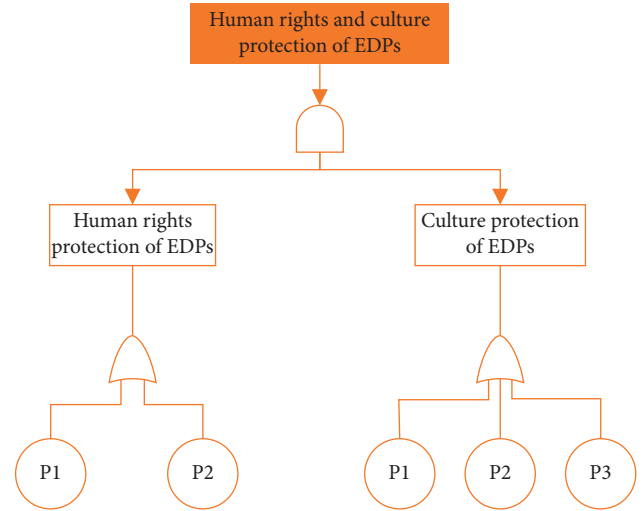 Human rights and culture
protection of EDPs
Human rights
protection of EDPs
Culture protection
of EDPs
P1
P2
P1
P2
P3